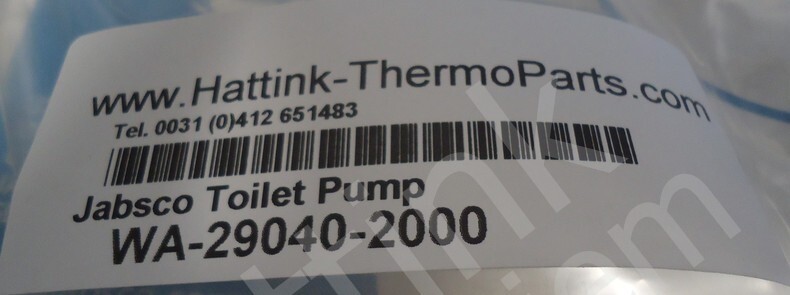 www.Hattink-ThermoParts.com
Tel. 0031 (0)412 651483
Jabsco Toilet Pump
WA-29040-2000